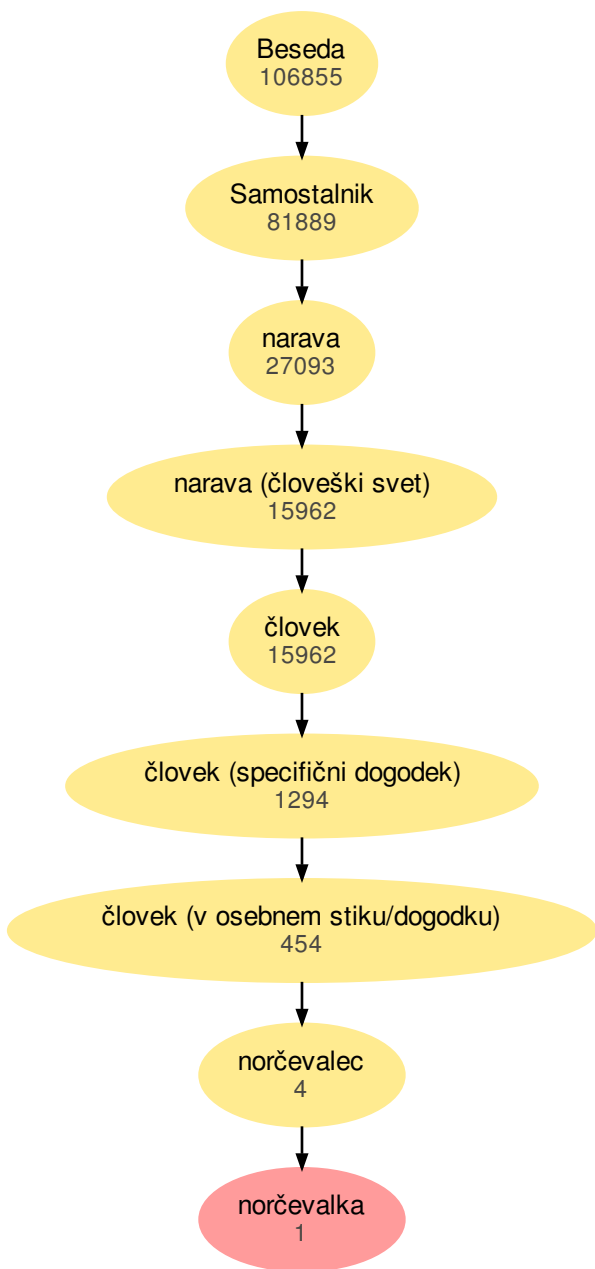 Beseda
106855
Samostalnik
81889
narava
27093
narava (človeški svet)
15962
človek
15962
človek (specifični dogodek)
1294
človek (v osebnem stiku/dogodku)
454
norčevalec
4
norčevalka
1